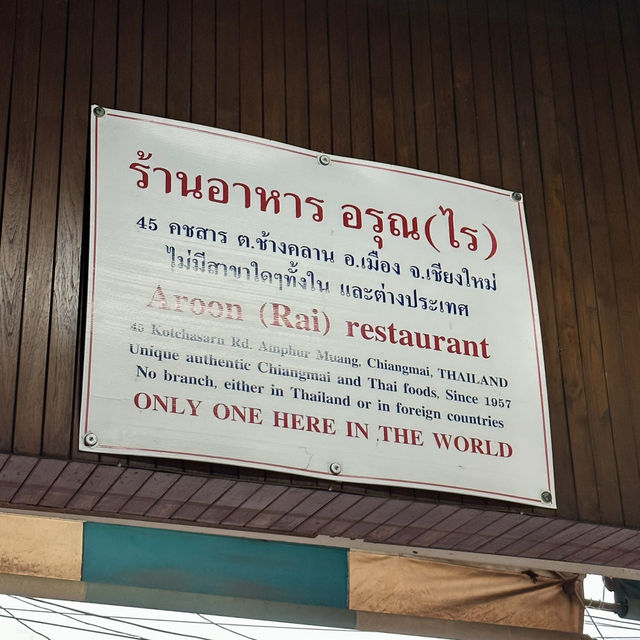 ร้านอาหาร อรุณ(ไร)
45 คชสาร ต.ช้างคลาน อ.เมือง จ.เชียงใหม่
ไม่มีสาขาใดๆทั้งใน และต่างประเทศ
Aroon (Rai) restaurant
45 Kotchasarn Rd, Amphur Muang, Chiangmai, THAILAND
Unique authentic Chiangmai and Thai foods, Since 1957
No branch, either in Thailand or in foreign countries
ONLY ONE HERE IN THE WORLD